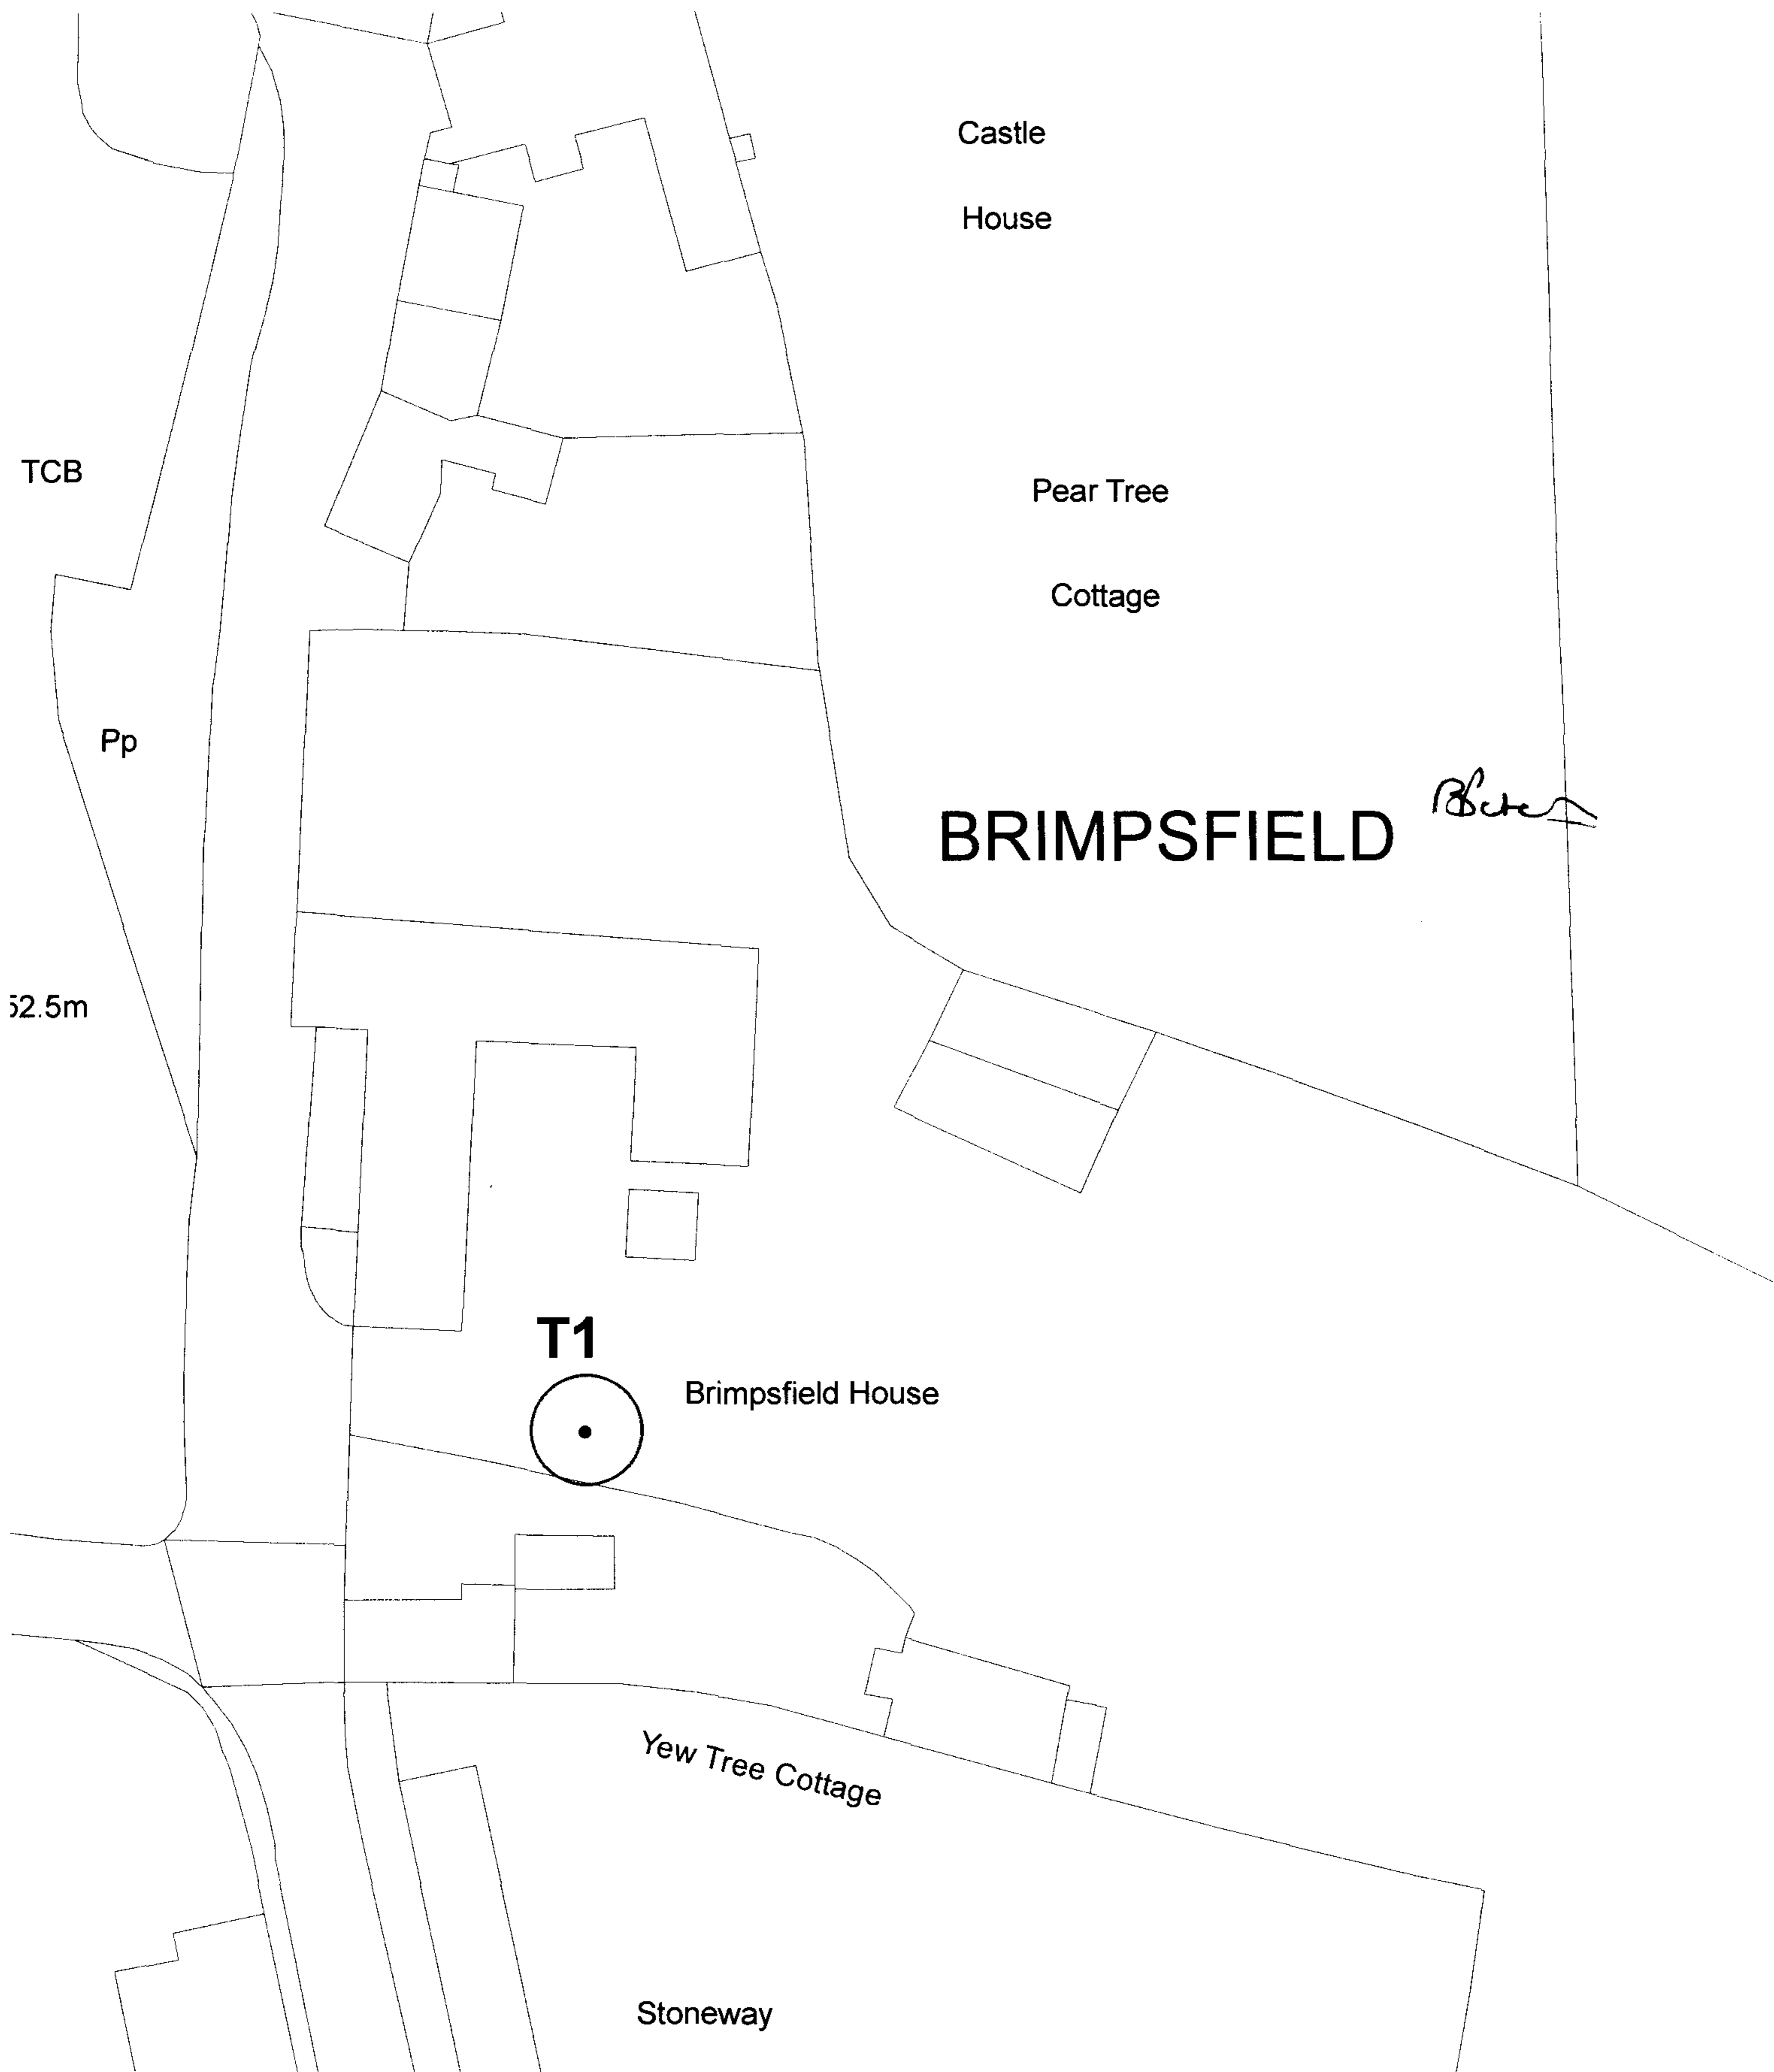 Castle
House
TCB
Pear Tree
Cottage
Pp
BRIMPSFIELD
52.5m
T1
Brimpsfield House
Yew Tree Cottage
Stoneway